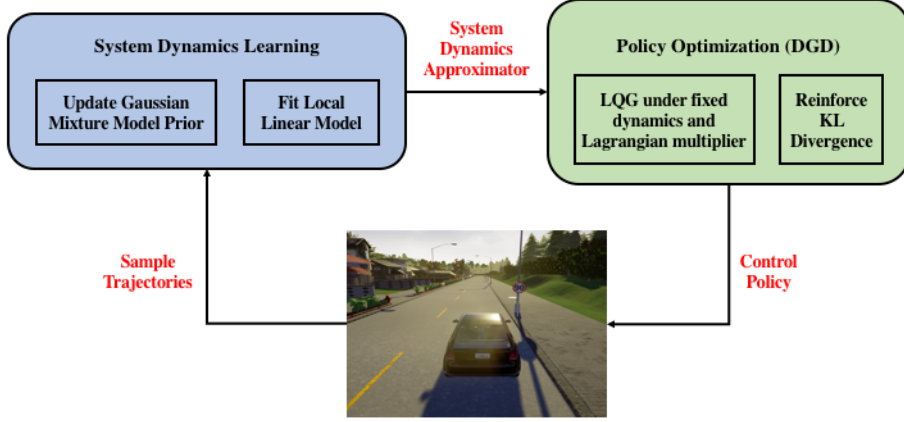 System Dynamics Learning
Update Gaussian
Mixture Model Prior
Fit Local
Linear Model
System
Dynamics
Approximator
Policy Optimization (DGD)
LQG under fixed
dynamics and
Lagrangian multiplier
Reinforce
KL
Divergence
Sample
Trajectories
Control
Policy